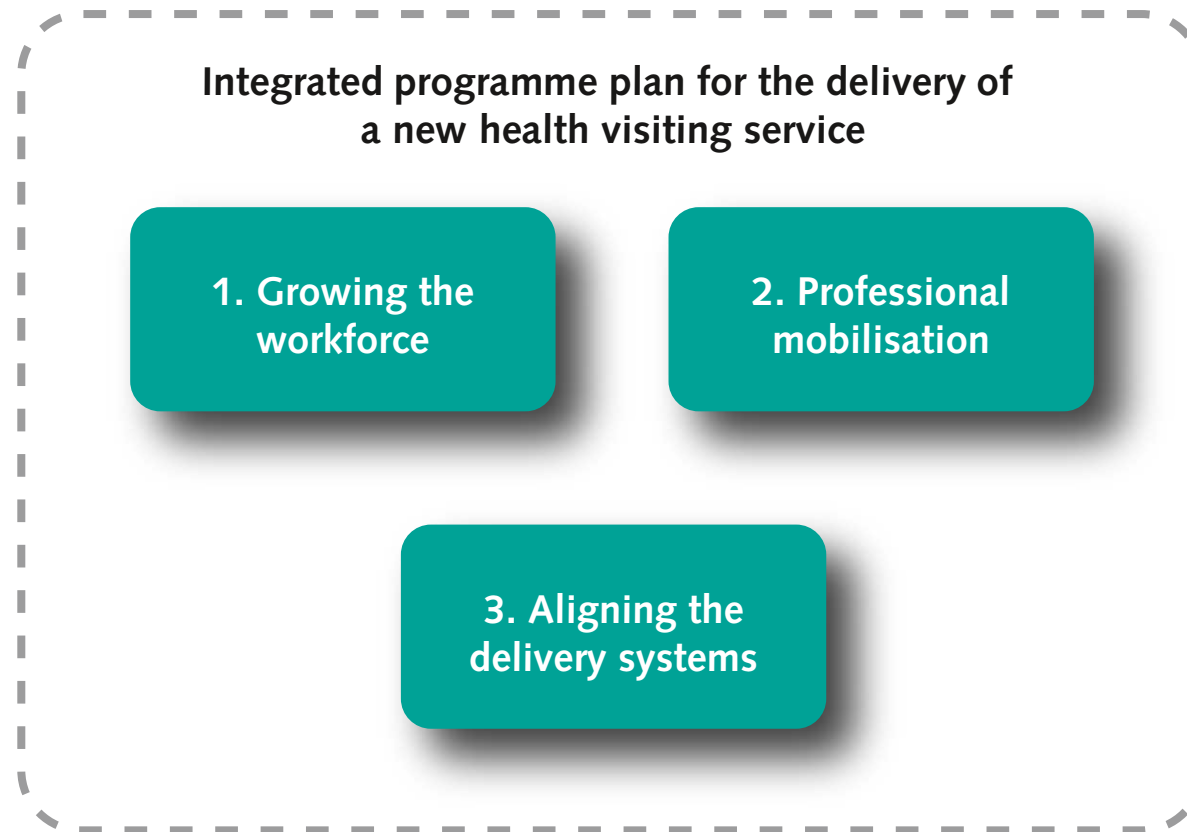 Integrated programme plan for the delivery of
a new health visiting service
1. Growing the
workforce
2. Professional
mobilisation
3. Aligning the
delivery systems